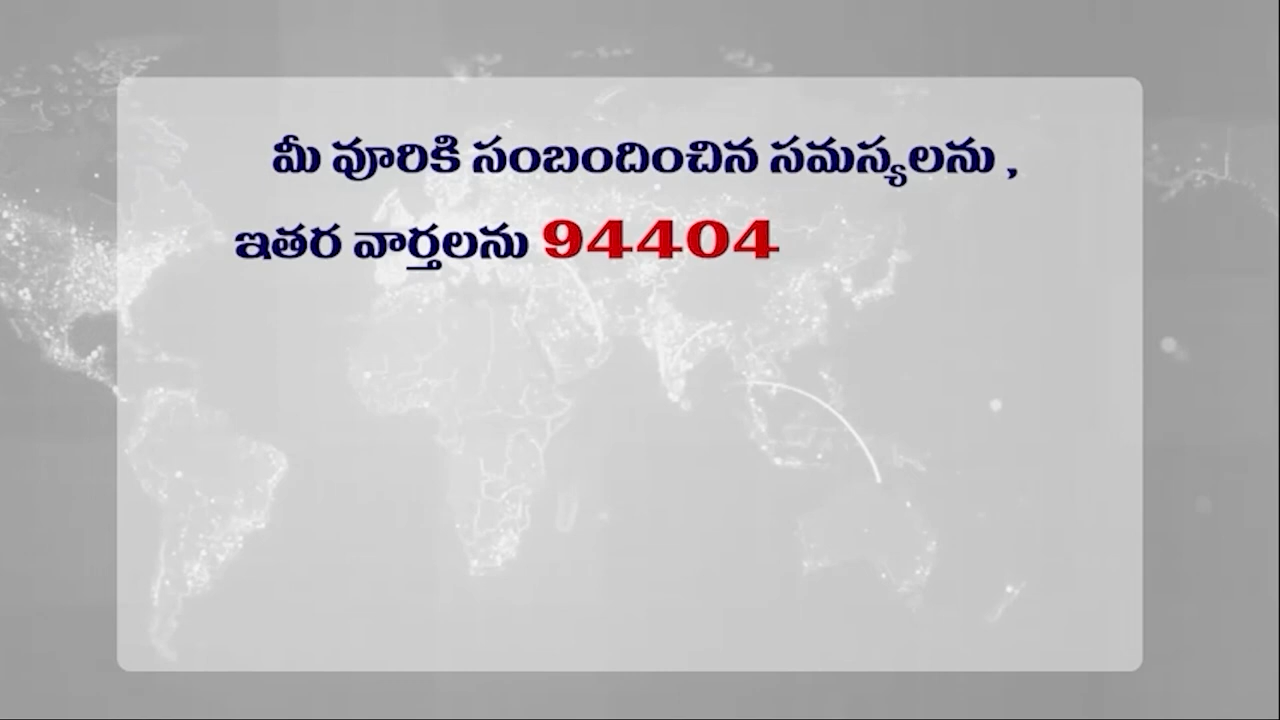 మీ వూరికి సంబందించిన సమస్యలను ,
ఇతర వార్తలను 94404